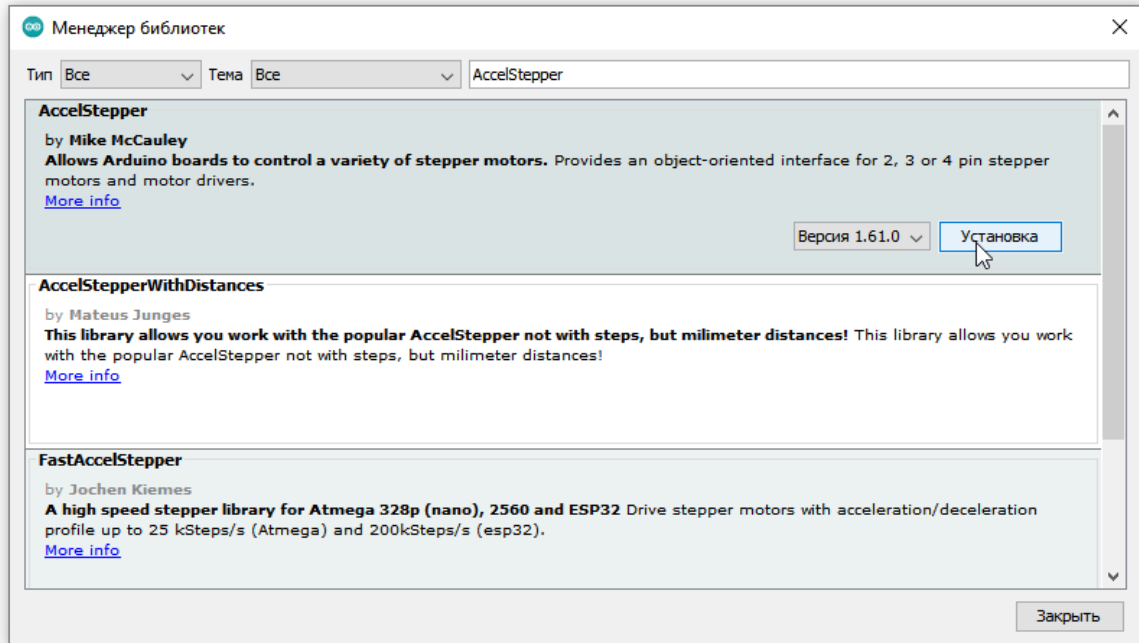 Менеджер библиотек
Тип Все Тема Все AccelStepper
AccelStepper
by Mike McCauley
Allows Arduino boards to control a variety of stepper motors. Provides an object-oriented interface for 2, 3 or 4 pin stepper
motors and motor drivers.
More info
Версия 1.61.0 Установка
AccelStepperWithDistances
by Mateus Junges
This library allows you work with the popular AccelStepper not with steps, but milimeter distances! This library allows you work
with the popular AccelStepper not with steps, but milimeter distances!
More info
FastAccelStepper
by Jochen Kiemes
A high speed stepper library for Atmega 328p (nano), 2560 and ESP32 Drive stepper motors with acceleration/deceleration
profile up to 25 kSteps/s (Atmega) and 200kSteps/s (esp32).
More info
Закрыть